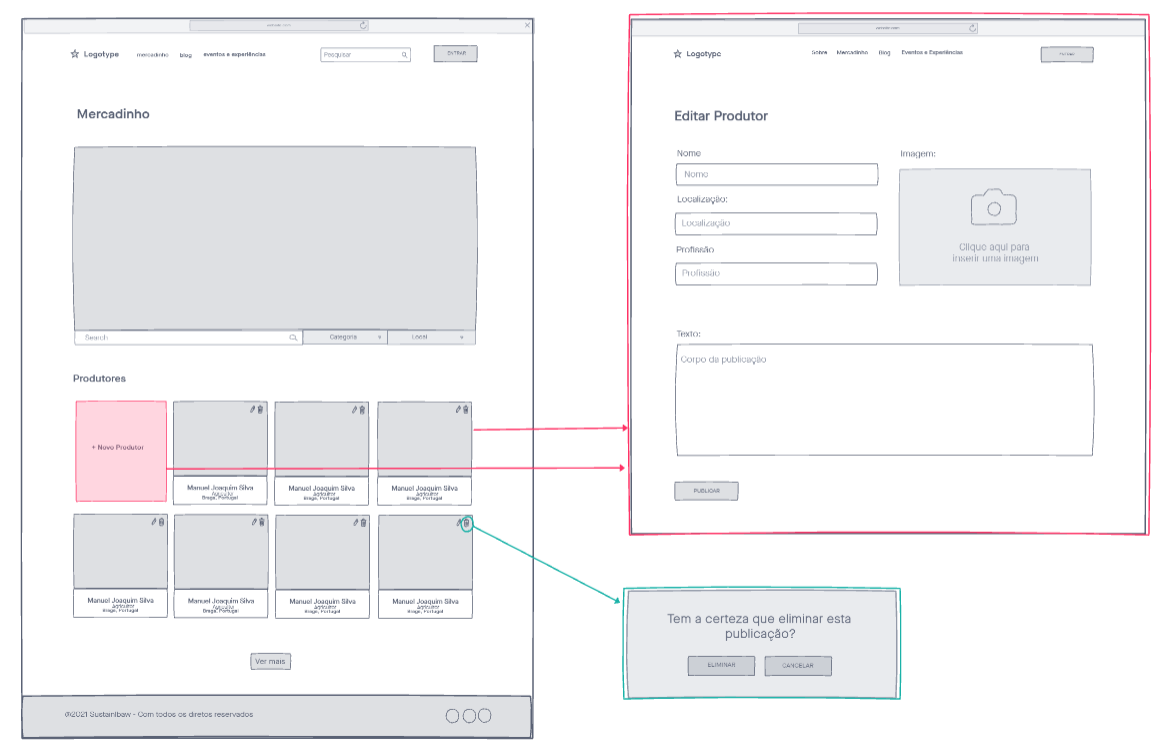 Logotype
mercadinho
blog
eventos e experiências
Pesquisar
ENTRAR
Mercadinho
Search
Categoria
Local
Produtores
+ Novo Produtor
Manuel Joaquim Silva
Agricultor
Braga, Portugal
Manuel Joaquim Silva
Agricultor
Braga, Portugal
Manuel Joaquim Silva
Agricultor
Braga, Portugal
Manuel Joaquim Silva
Agricultor
Braga, Portugal
Manuel Joaquim Silva
Agricultor
Braga, Portugal
Manuel Joaquim Silva
Agricultor
Braga, Portugal
Manuel Joaquim Silva
Agricultor
Braga, Portugal
Ver mais
@2021 Sustainlbaw - Com todos os diretos reservados
Logotype
Sobre
Mercadinho
Blog
Eventos e Experiências
Editar Produtor
Nome
Nome
Localização:
Localização
Profissão
Profissão
Imagem:
Clique aqui para
inserir uma imagem
Texto:
Corpo da publicação
PUBLICAR
Tem a certeza que eliminar esta
publicação?
ELIMINAR
CANCELAR